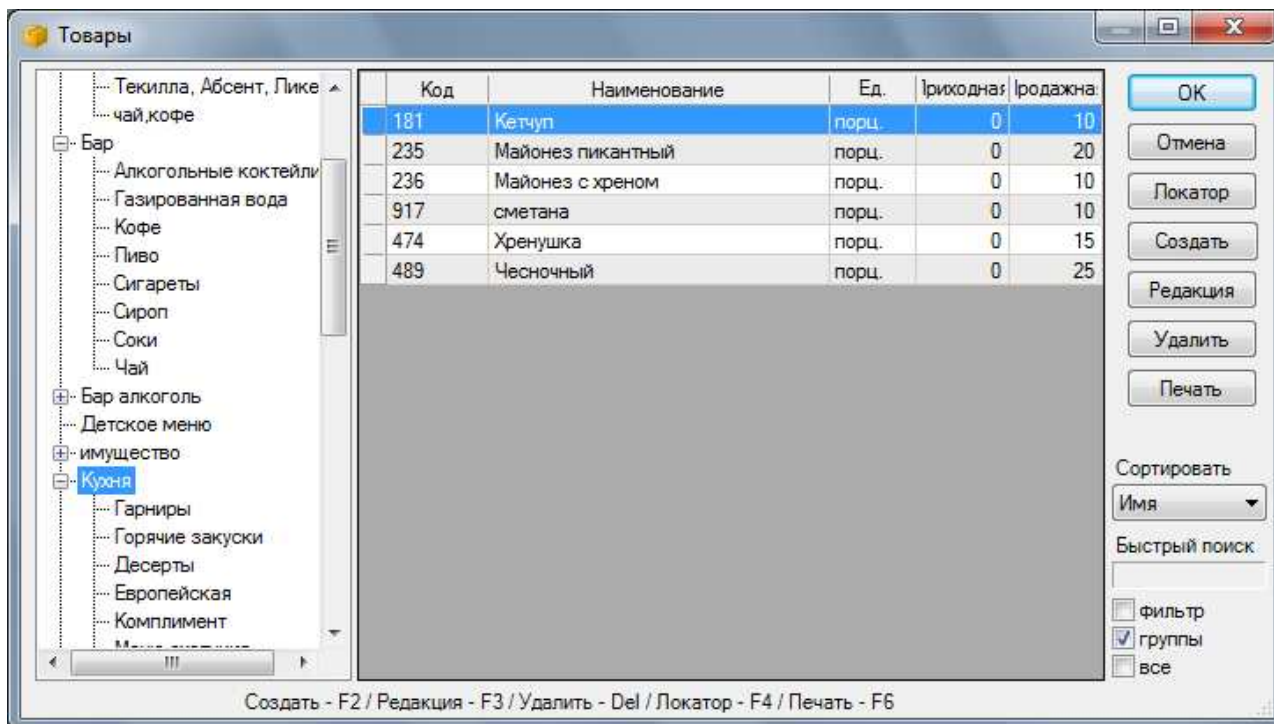 Товары
Текилла, Абсент, Лике
чай,кофе
Бар
Алкогольные коктейли
Газированная вода
Кофе
Пиво
Сигареты
Сироп
Соки
Чай
Бар алкоголь
Детское меню
имущество
Кухня
Гарниры
Горячие закуски
Десерты
Европейская
Комплимент
Код Наименование Ед. Приходная Продажна
181 Кетчуп порц. 0 10
235 Майонез пикантный порц. 0 20
236 Майонез с хреном порц. 0 10
917 сметана порц. 0 10
474 Хренушка порц. 0 15
489 Чесночный порц. 0 25
OK
Отмена
Локатор
Создать
Редакция
Удалить
Печать
Сортировать
Имя
Быстрый поиск
фильтр
группы
все
Создать - F2 / Редакция - F3 / Удалить - Del / Локатор - F4 / Печать - F6